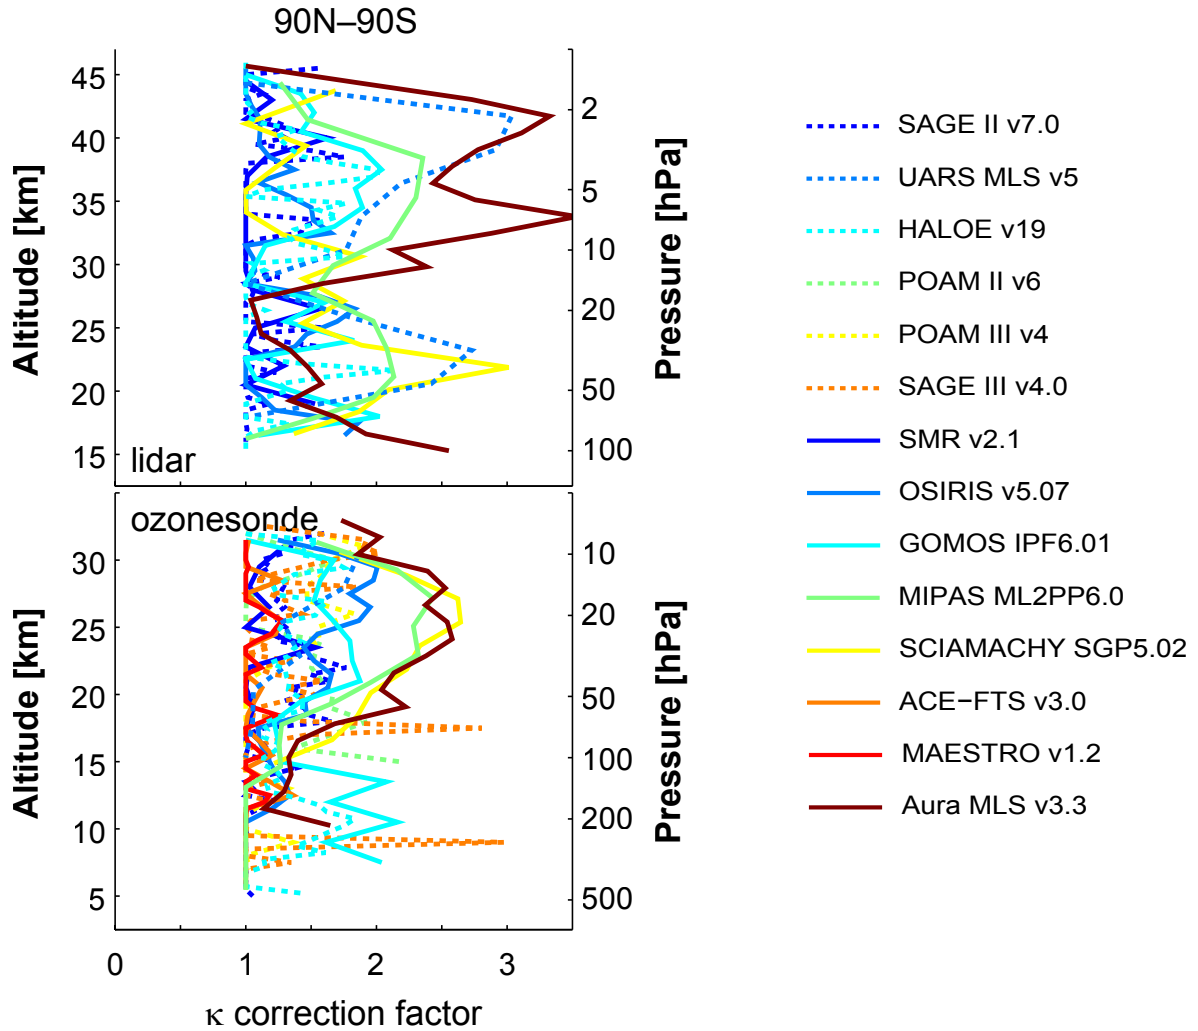 90N–90S
Altitude [km]
45
40
35
30
25
20
15
lidar
2
5
10
20
50
100
Pressure [hPa]
Altitude [km]
30
25
20
15
10
5
ozonesonde
10
20
50
100
200
500
Pressure [hPa]
0 1 2 3
κ correction factor
SAGE II v7.0
UARS MLS v5
HALOE v19
POAM II v6
POAM III v4
SAGE III v4.0
SMR v2.1
OSIRIS v5.07
GOMOS IPF6.01
MIPAS ML2PP6.0
SCIAMACHY SGP5.02
ACE−FTS v3.0
MAESTRO v1.2
Aura MLS v3.3